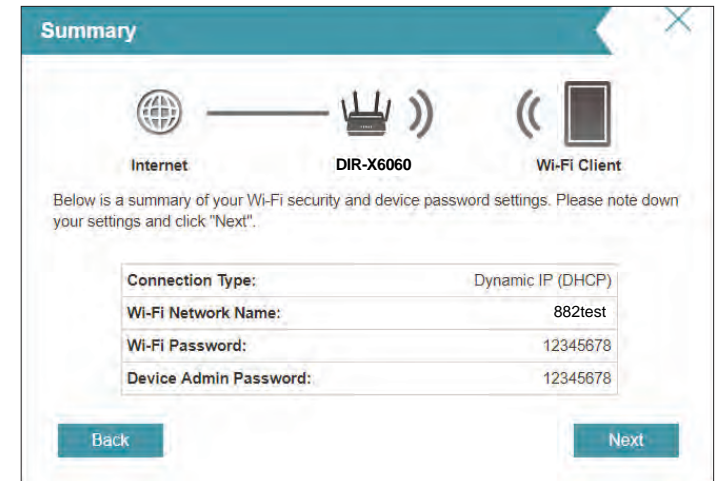 Summary
Internet
DIR-X6060
Wi-Fi Client
Below is a summary of your Wi-Fi security and device password settings. Please note down
your settings and click "Next".
Connection Type: Dynamic IP (DHCP)
Wi-Fi Network Name: 882test
Wi-Fi Password: 12345678
Device Admin Password: 12345678
Back
Next